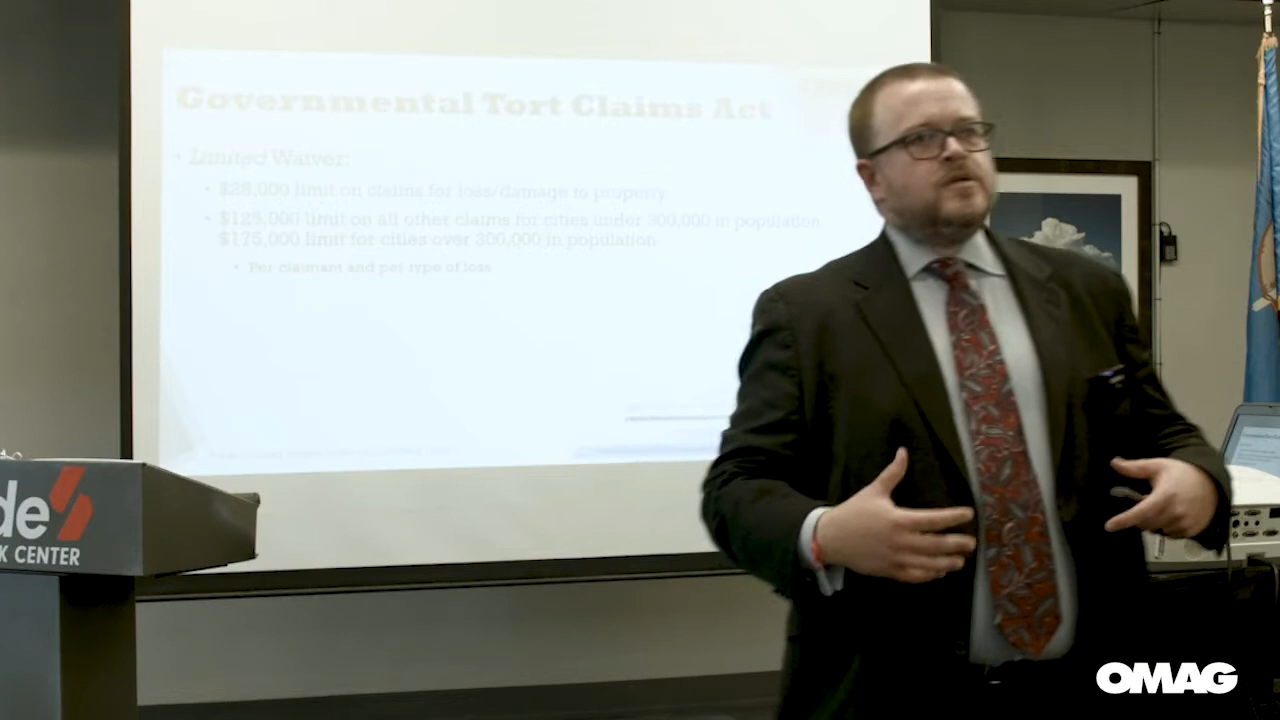 Governmental Tort Claims Act
• Limited Waiver:
• $25,000 limit on claims for loss/damage to property
• $125,000 limit on all other claims for cities under 300,000 in population
$175,000 limit for cities over 300,000 in population
• Per claimant and per type of loss
de
K CENTER
OMAG